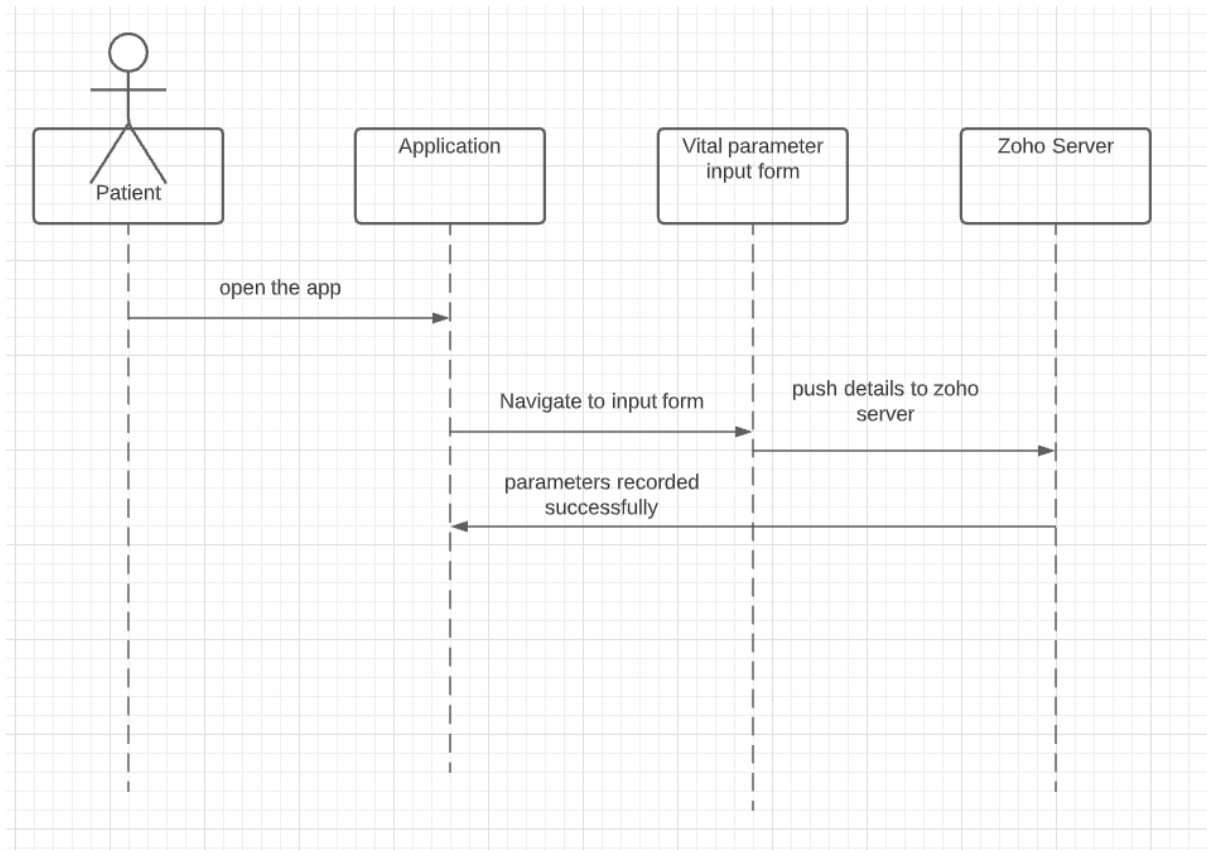 Patient
Application
Vital parameter
input form
Zoho Server
open the app
Navigate to input form
push details to zoho
server
parameters recorded
successfully